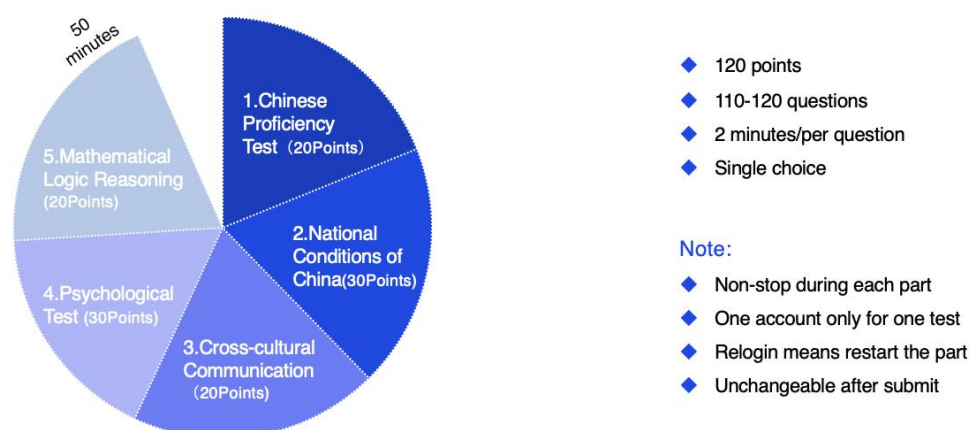 50
minutes
1.Chinese
Proficiency
Test（20Points）
2.National
Conditions of
China(30Points)
3.Cross-cultural
Communication
（20Points）
4.Psychological
Test (30Points)
5.Mathematical
Logic Reasoning
(20Points)
120 points
110-120 questions
2 minutes/per question
Single choice
Note:
Non-stop during each part
One account only for one test
Relogin means restart the part
Unchangeable after submit